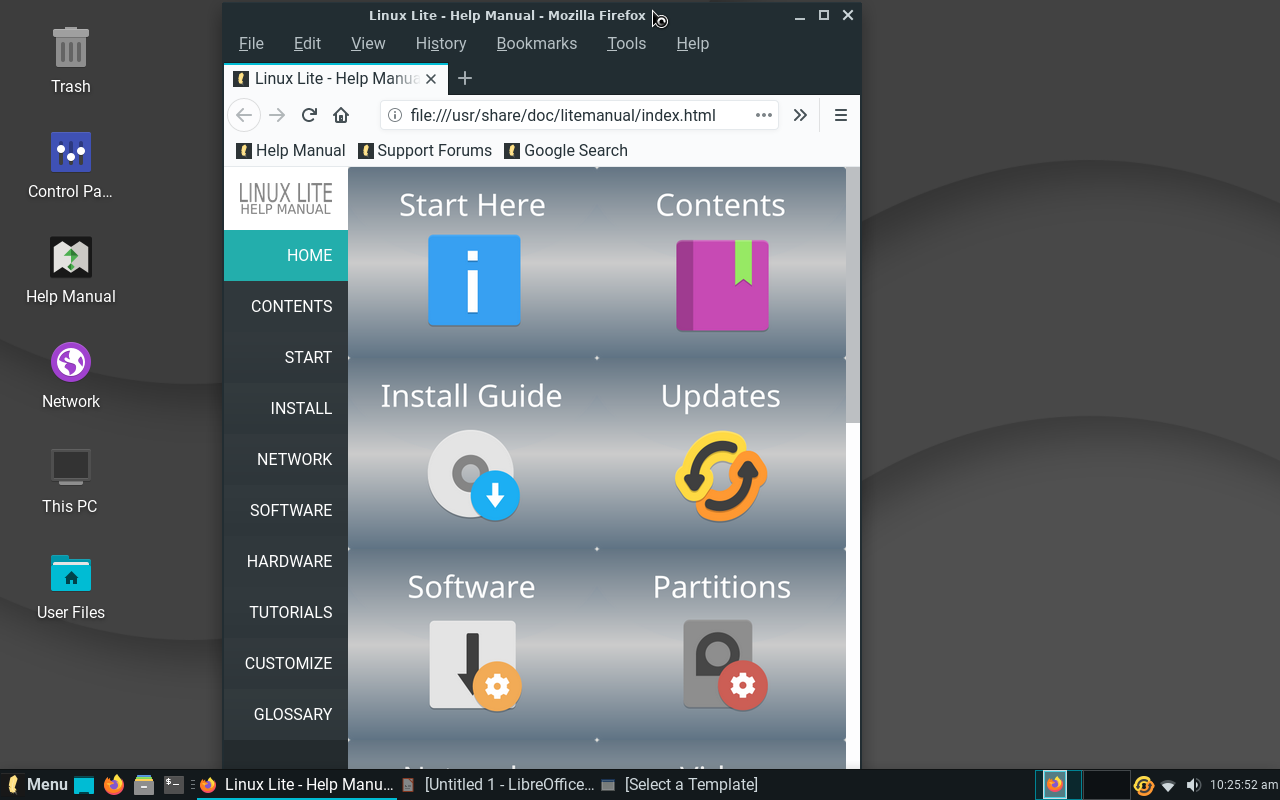 Linux Lite - Help Manual - Mozilla Firefox
File Edit View History Bookmarks Tools Help
Linux Lite - Help Manua
file:///usr/share/doc/litemanual/index.html
Help Manual Support Forums Google Search
LINUX LITE
HELP MANUAL
HOME
CONTENTS
START
INSTALL
NETWORK
SOFTWARE
HARDWARE
TUTORIALS
CUSTOMIZE
GLOSSARY
Start Here
Contents
Install Guide
Updates
Software
Partitions
Trash
Control Pa...
Help Manual
Network
This PC
User Files
Menu
Linux Lite - Help Manu...
[Untitled 1 - LibreOffice...
[Select a Template]
10:25:52 am